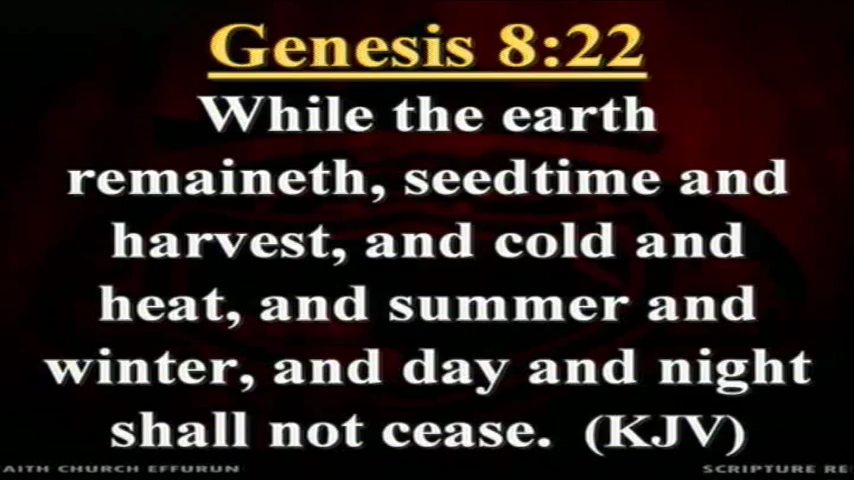 Genesis 8:22
While the earth
remaineth, seedtime and
harvest, and cold and
heat, and summer and
winter, and day and night
shall not cease. (KJV)
AITH CHURCH EFFURUN SCRIPTURE RE